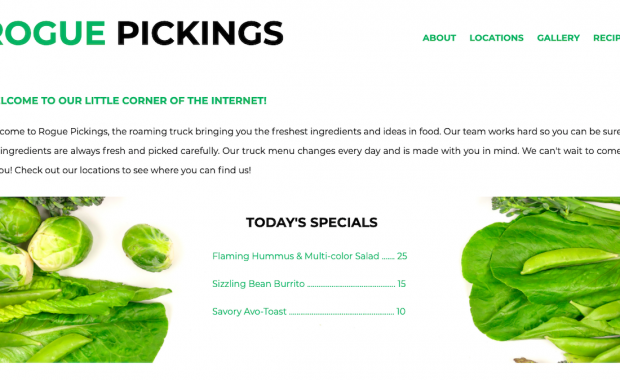 ROGUE PICKINGS
ABOUT LOCATIONS GALLERY RECIP
ELCOME TO OUR LITTLE CORNER OF THE INTERNET!
come to Rogue Pickings, the roaming truck bringing you the freshest ingredients and ideas in food. Our team works hard so you can be sure
ingredients are always fresh and picked carefully. Our truck menu changes every day and is made with you in mind. We can't wait to come
ou! Check out our locations to see where you can find us!
TODAY'S SPECIALS
Flaming Hummus & Multi-color Salad ....... 25
Sizzling Bean Burrito ................................................ 15
Savory Avo-Toast ........................................................ 10